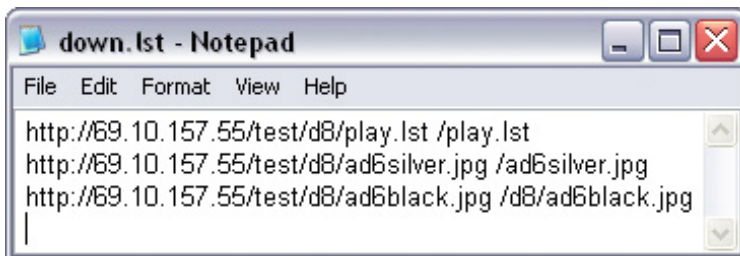 down.lst - Notepad
File Edit Format View Help
http://69.10.157.55/test/d8/play.lst /play.lst
http://69.10.157.55/test/d8/ad6silver.jpg /ad6silver.jpg
http://69.10.157.55/test/d8/ad6black.jpg /d8/ad6black.jpg